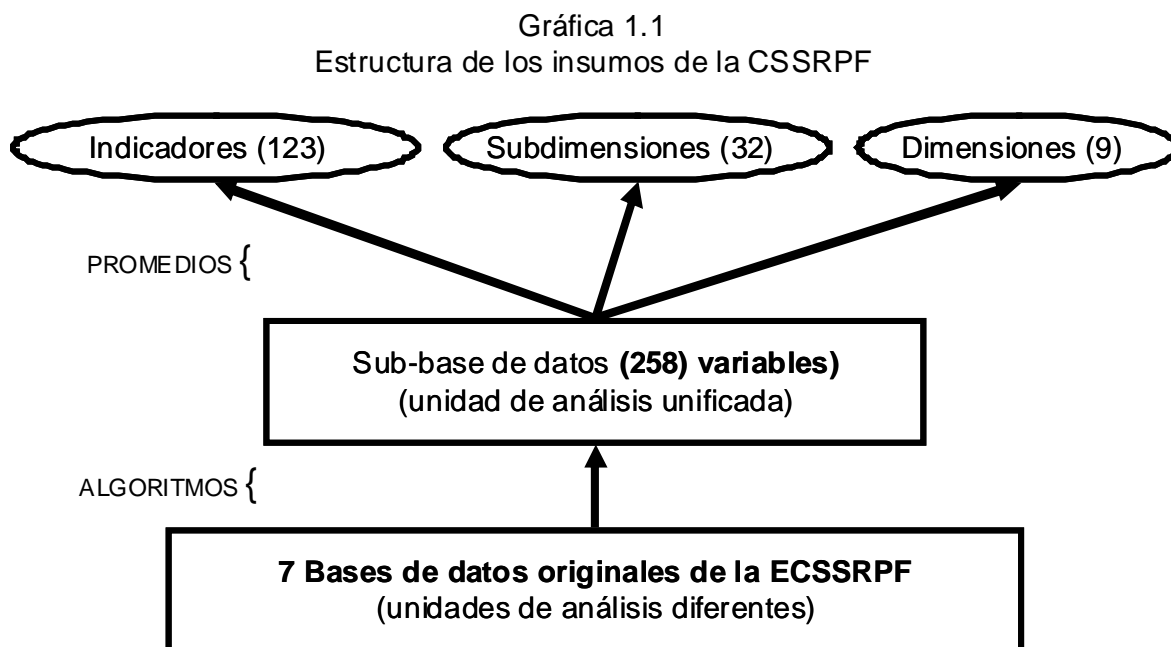 Gráfica 1.1
Estructura de los insumos de la CSSRPF
Indicadores (123)
Subdimensiones (32)
Dimensiones (9)
PROMEDIOS {
Sub-base de datos (258) variables)
(unidad de análisis unificada)
ALGORITMOS {
7 Bases de datos originales de la ECSSRPF
(unidades de análisis diferentes)